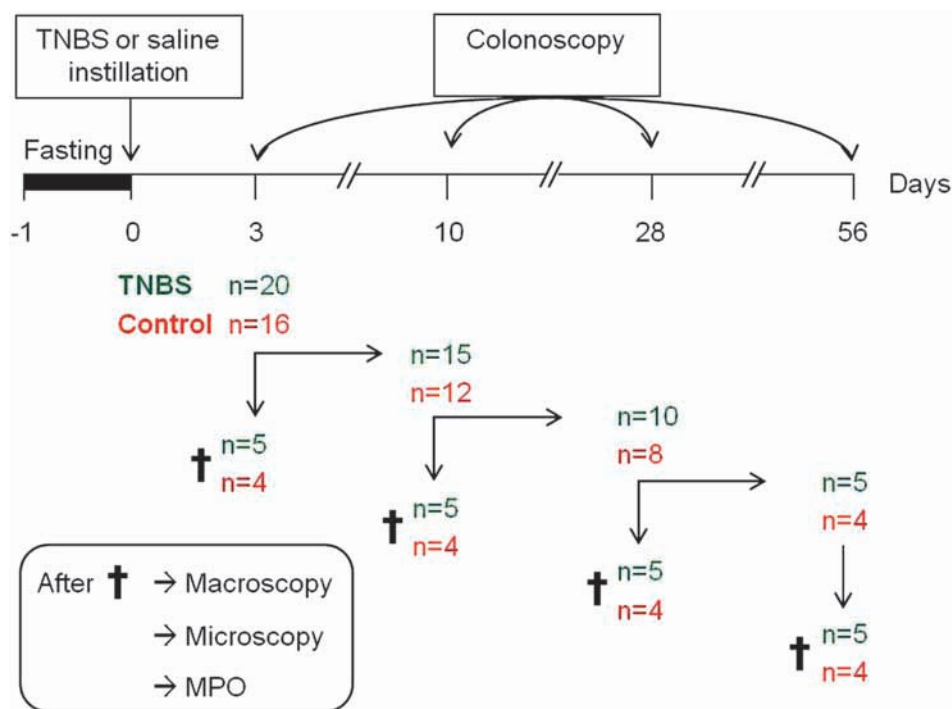 TNBS or saline
instillation
Colonoscopy
Fasting
Days
-1 0 3 10 28 56
TNBS n=20
Control n=16
n=15
n=12
n=5
n=4
n=10
n=8
n=5
n=4
n=5
n=4
n=5
n=4
n=5
n=4
After † → Macroscopy
→ Microscopy
→ MPO